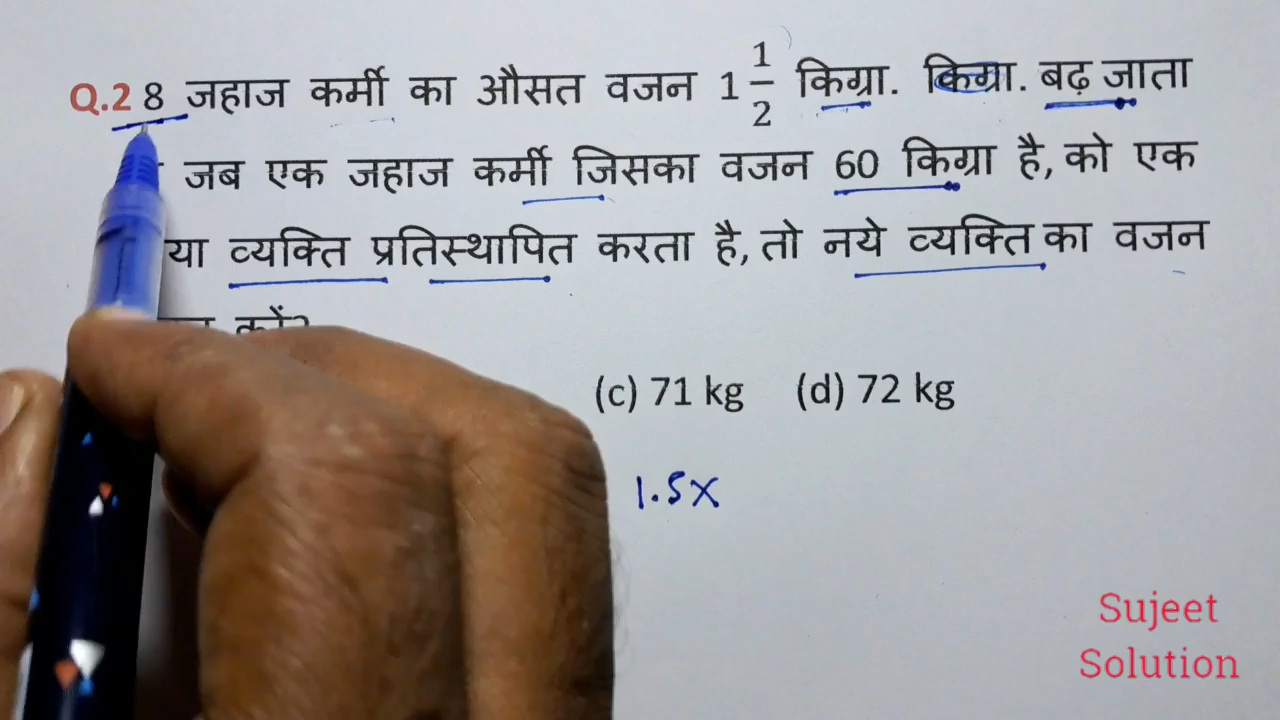 Q.2 8 जहाज कर्मी का औसत वजन 1 1/2 किग्रा. किग्रा. बढ़ जाता
जब एक जहाज कर्मी जिसका वजन 60 किग्रा है, को एक
या व्यक्ति प्रतिस्थापित करता है, तो नये व्यक्ति का वजन
करें?
(c) 71 kg (d) 72 kg
1.5x
Sujeet
Solution